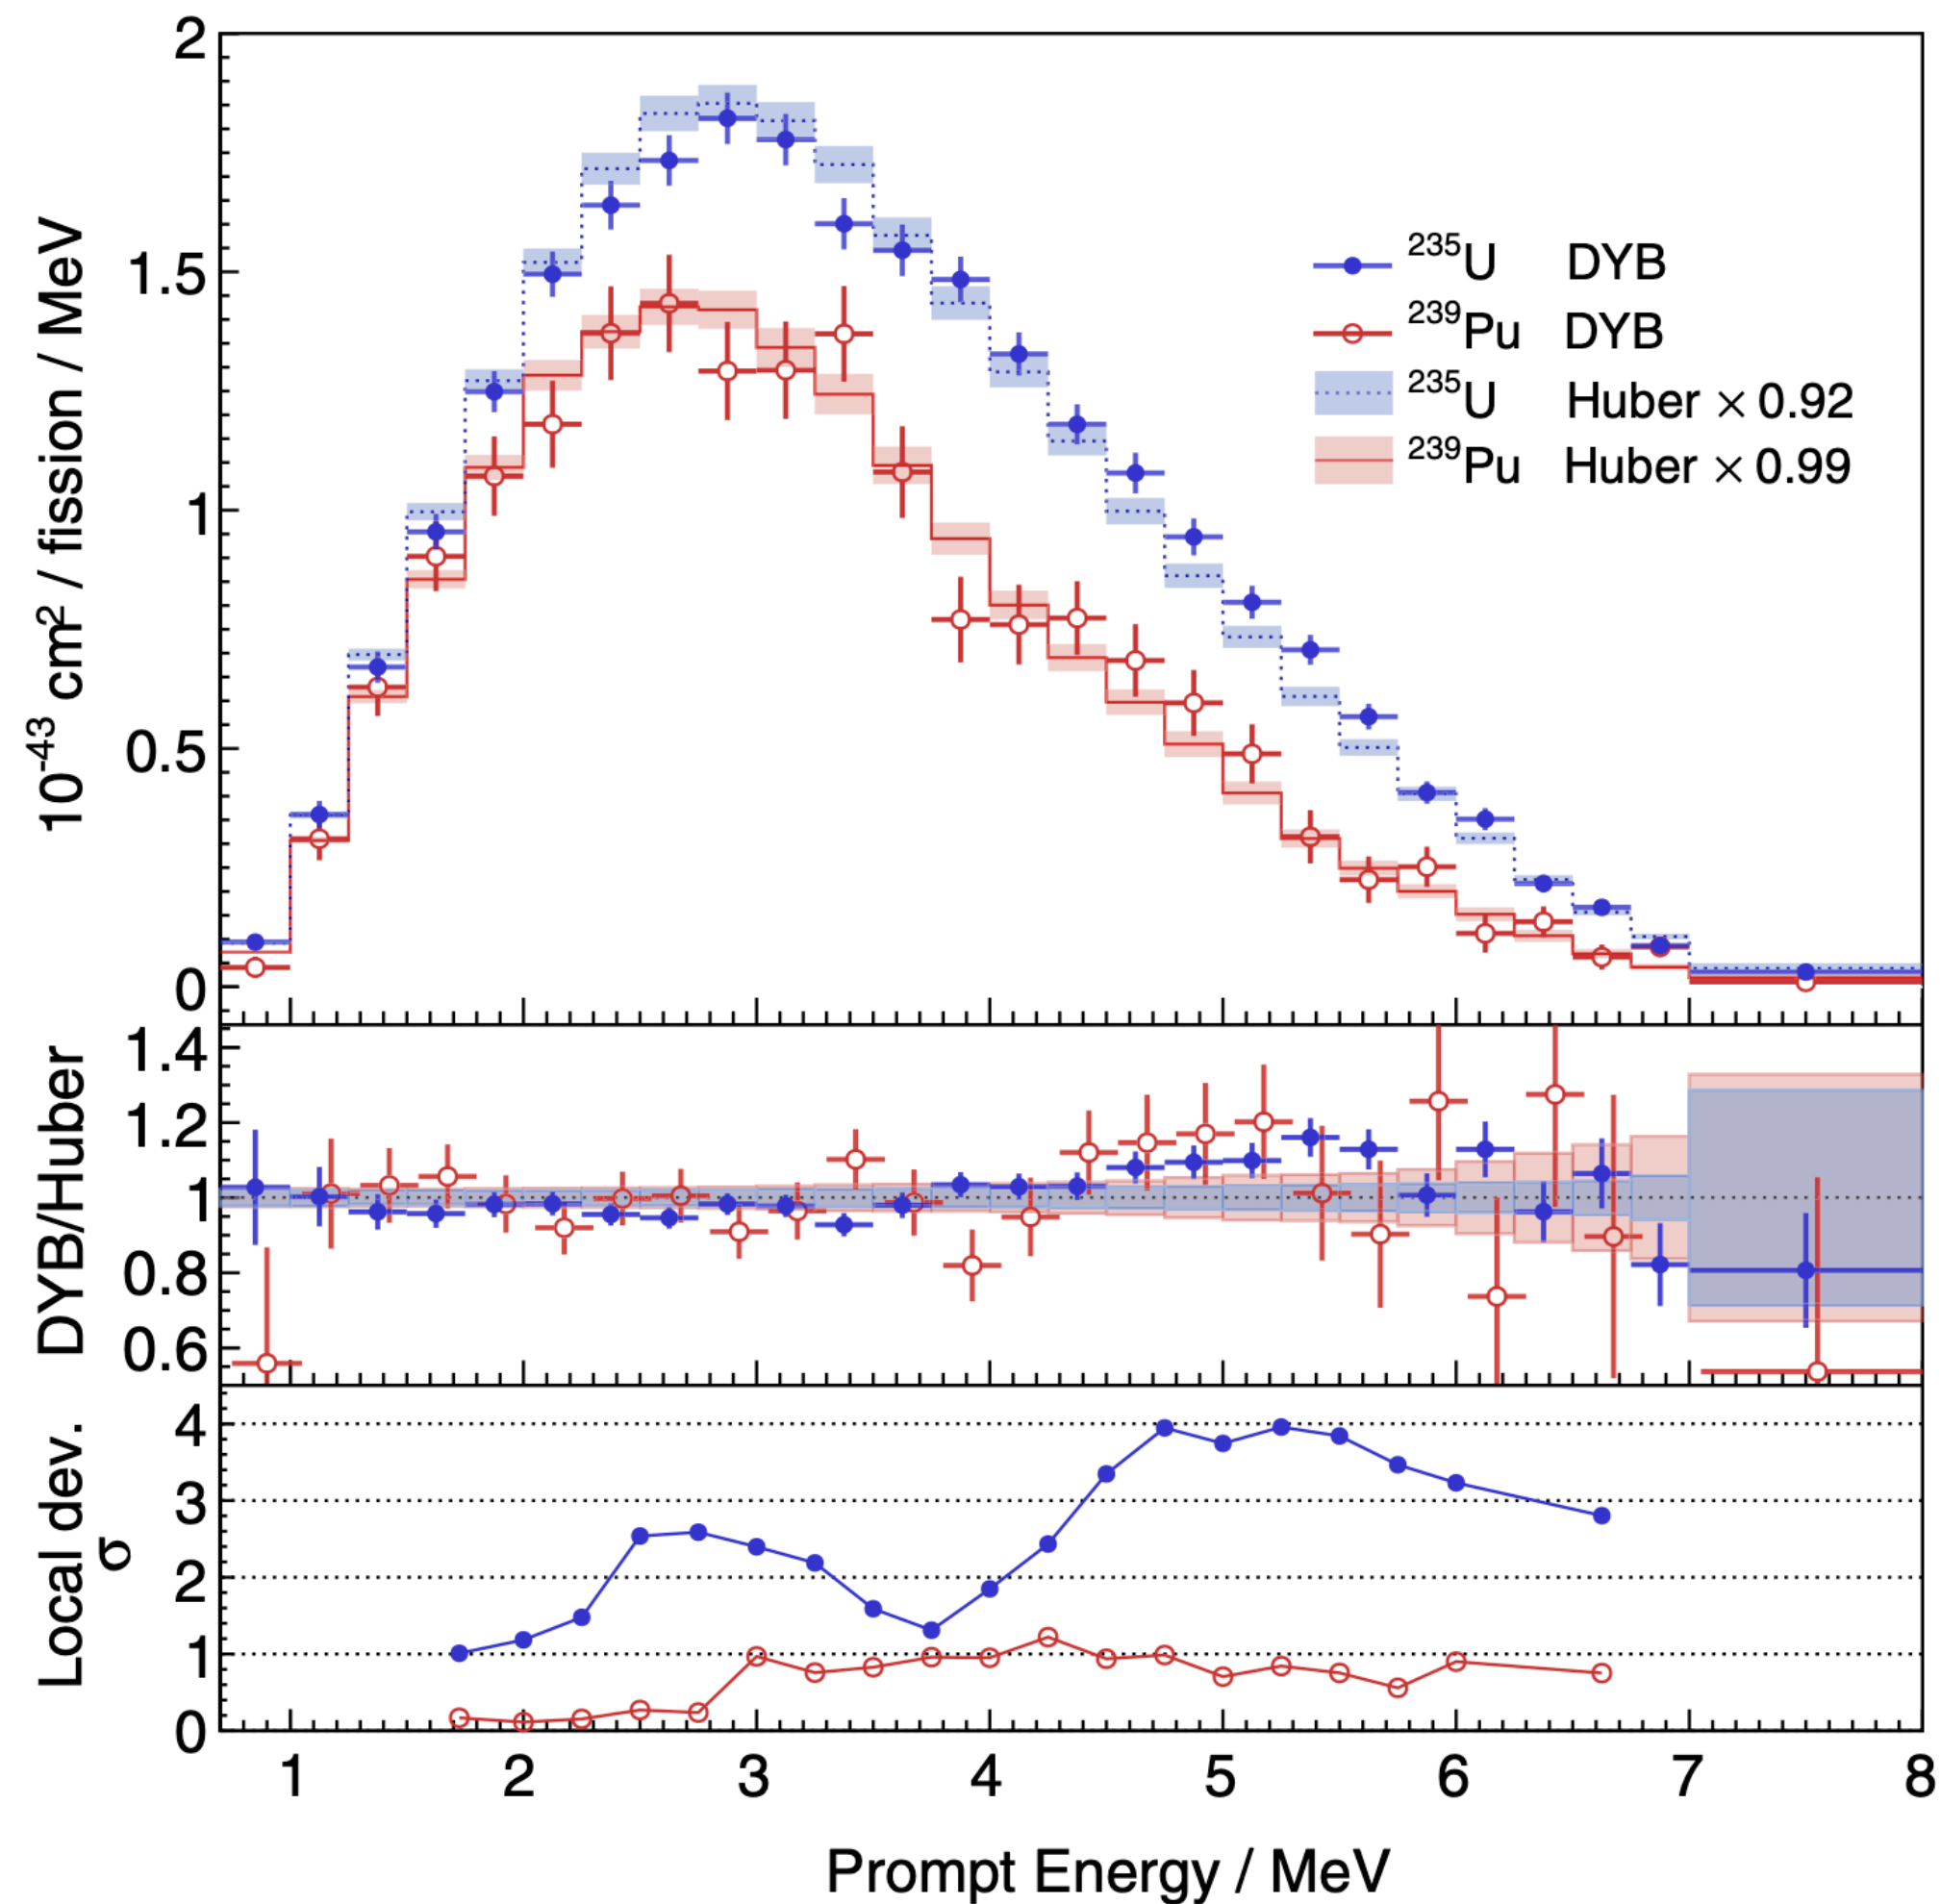 10⁻⁴³ cm² / fission / MeV
2
1.5
1
0.5
0
²³⁵U DYB
²³⁹Pu DYB
²³⁵U Huber × 0.92
²³⁹Pu Huber × 0.99
DYB/Huber
1.4
1.2
1
0.8
0.6
Local dev.
σ
4
3
2
1
0
1 2 3 4 5 6 7 8
Prompt Energy / MeV